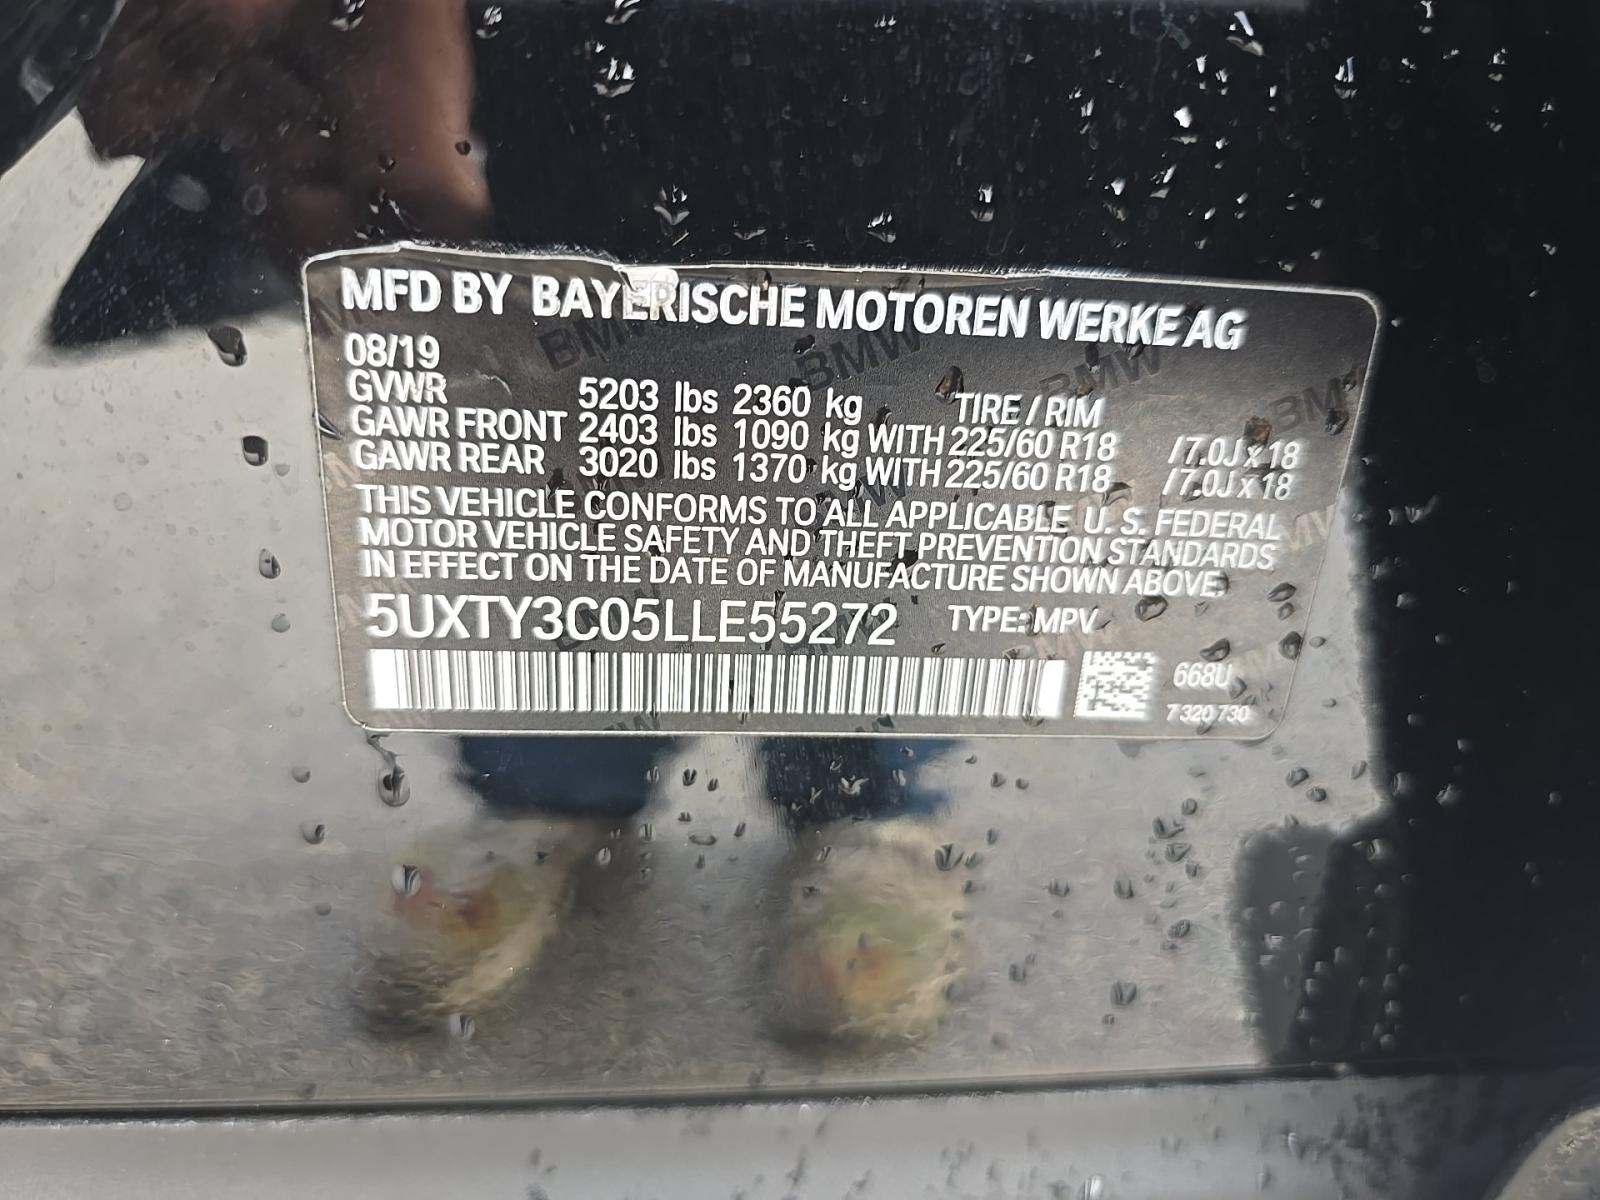 MFD BY BAYERISCHE MOTOREN WERKE AG
08/19
GVWR 5203 lbs 2360 kg TIRE / RIM
GAWR FRONT 2403 lbs 1090 kg WITH 225/60 R18 / 7.0J x 18
GAWR REAR 3020 lbs 1370 kg WITH 225/60 R18 / 7.0J x 18
THIS VEHICLE CONFORMS TO ALL APPLICABLE U. S. FEDERAL
MOTOR VEHICLE SAFETY AND THEFT PREVENTION STANDARDS
IN EFFECT ON THE DATE OF MANUFACTURE SHOWN ABOVE.
5UXTY3C05LLE55272 TYPE: MPV
668U
7 320 730